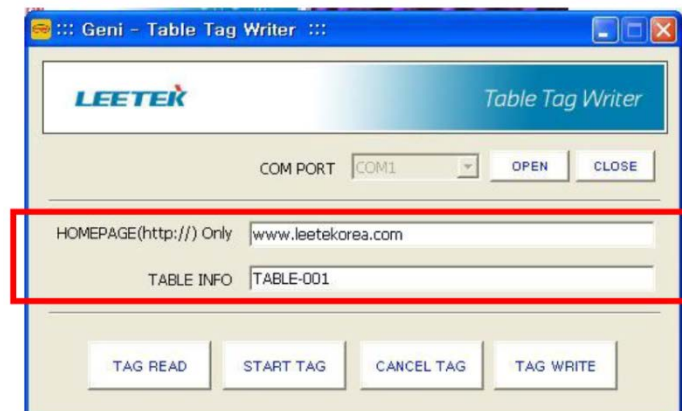 ::: Geni - Table Tag Writer :::
LEETEK
Table Tag Writer
COM PORT COM1 OPEN CLOSE
HOMEPAGE(http://) Only www.leetekorea.com
TABLE INFO TABLE-001
TAG READ START TAG CANCEL TAG TAG WRITE